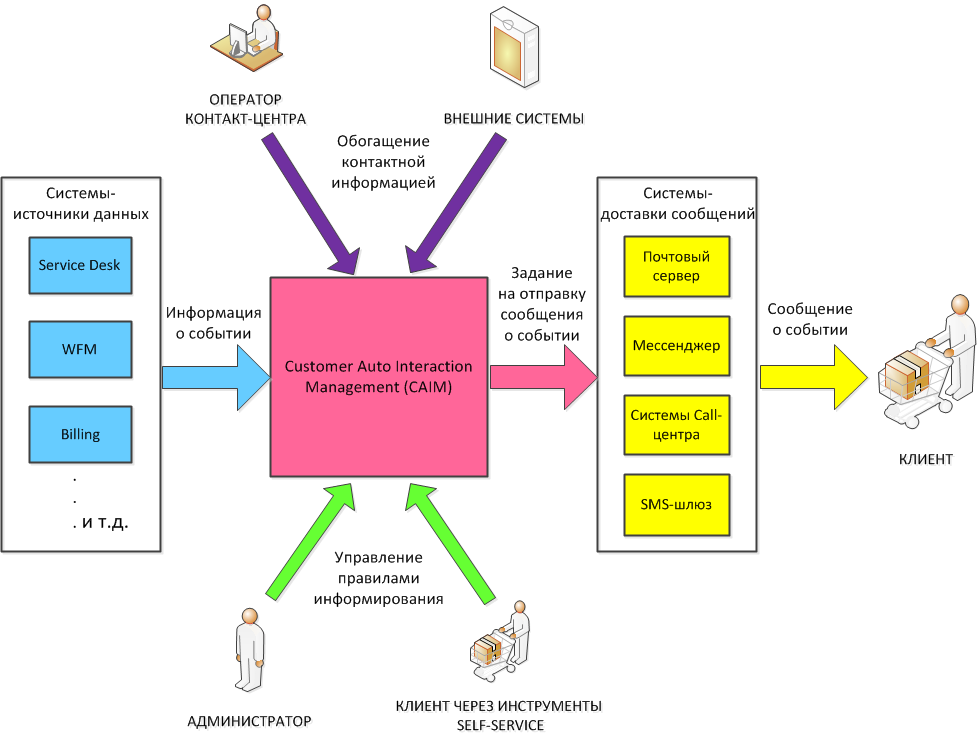 ОПЕРАТОР
КОНТАКТ-ЦЕНТРА
ВНЕШНИЕ СИСТЕМЫ
Обогащение
контактной
информацией
Системы-
источники данных
Service Desk
WFM
Billing
.
.
. и т.д.
Информация
о событии
Customer Auto Interaction
Management (CAIM)
Задание
на отправку
сообщения
о событии
Системы-
доставки сообщений
Почтовый
сервер
Мессенджер
Системы Call-
центра
SMS-шлюз
Сообщение
о событии
КЛИЕНТ
Управление
правилами
информирования
АДМИНИСТРАТОР
КЛИЕНТ ЧЕРЕЗ ИНСТРУМЕНТЫ
SELF-SERVICE